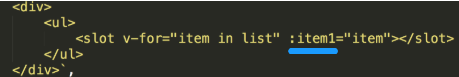 <div>
<ul>
<slot v-for="item in list" :item1="item"></slot>
</ul>
</div>`,